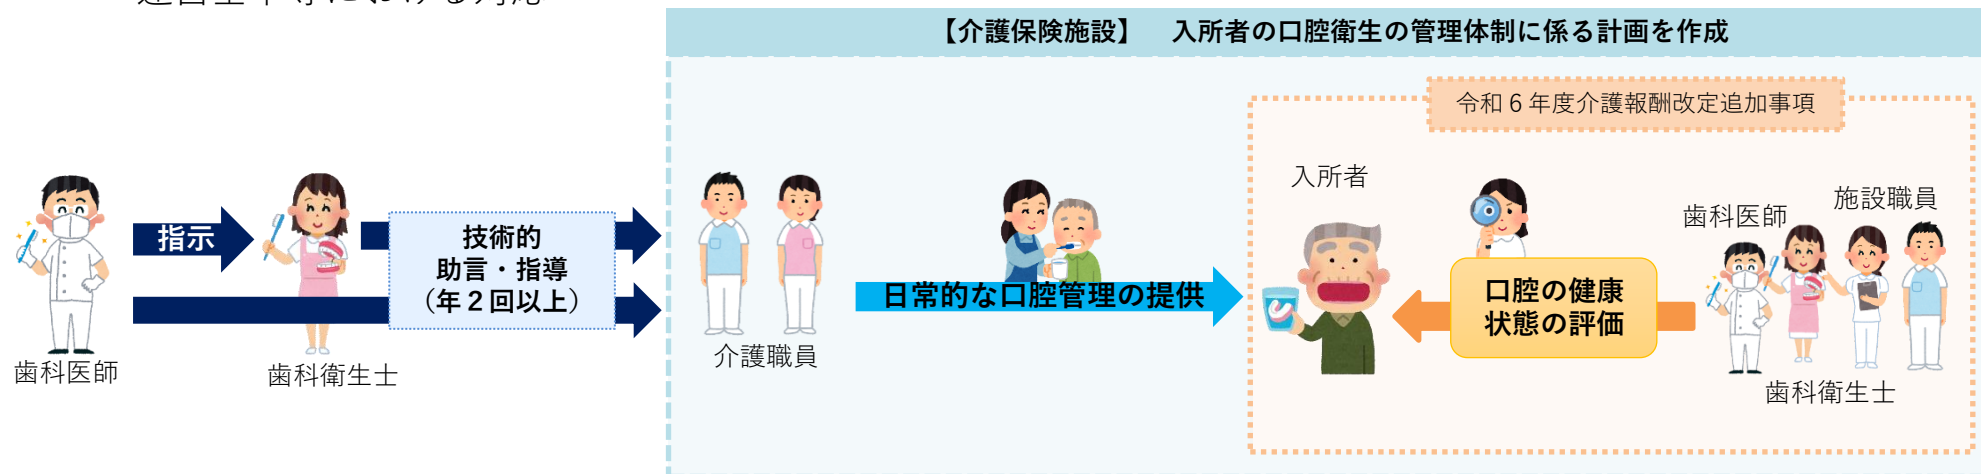 【介護保険施設】　入所者の口腔衛生の管理体制に係る計画を作成
令和６年度介護報酬改定追加事項
指示
技術的
助言・指導
（年２回以上）
歯科医師
歯科衛生士
介護職員
日常的な口腔管理の提供
入所者
口腔の健康
状態の評価
歯科医師
施設職員
歯科衛生士